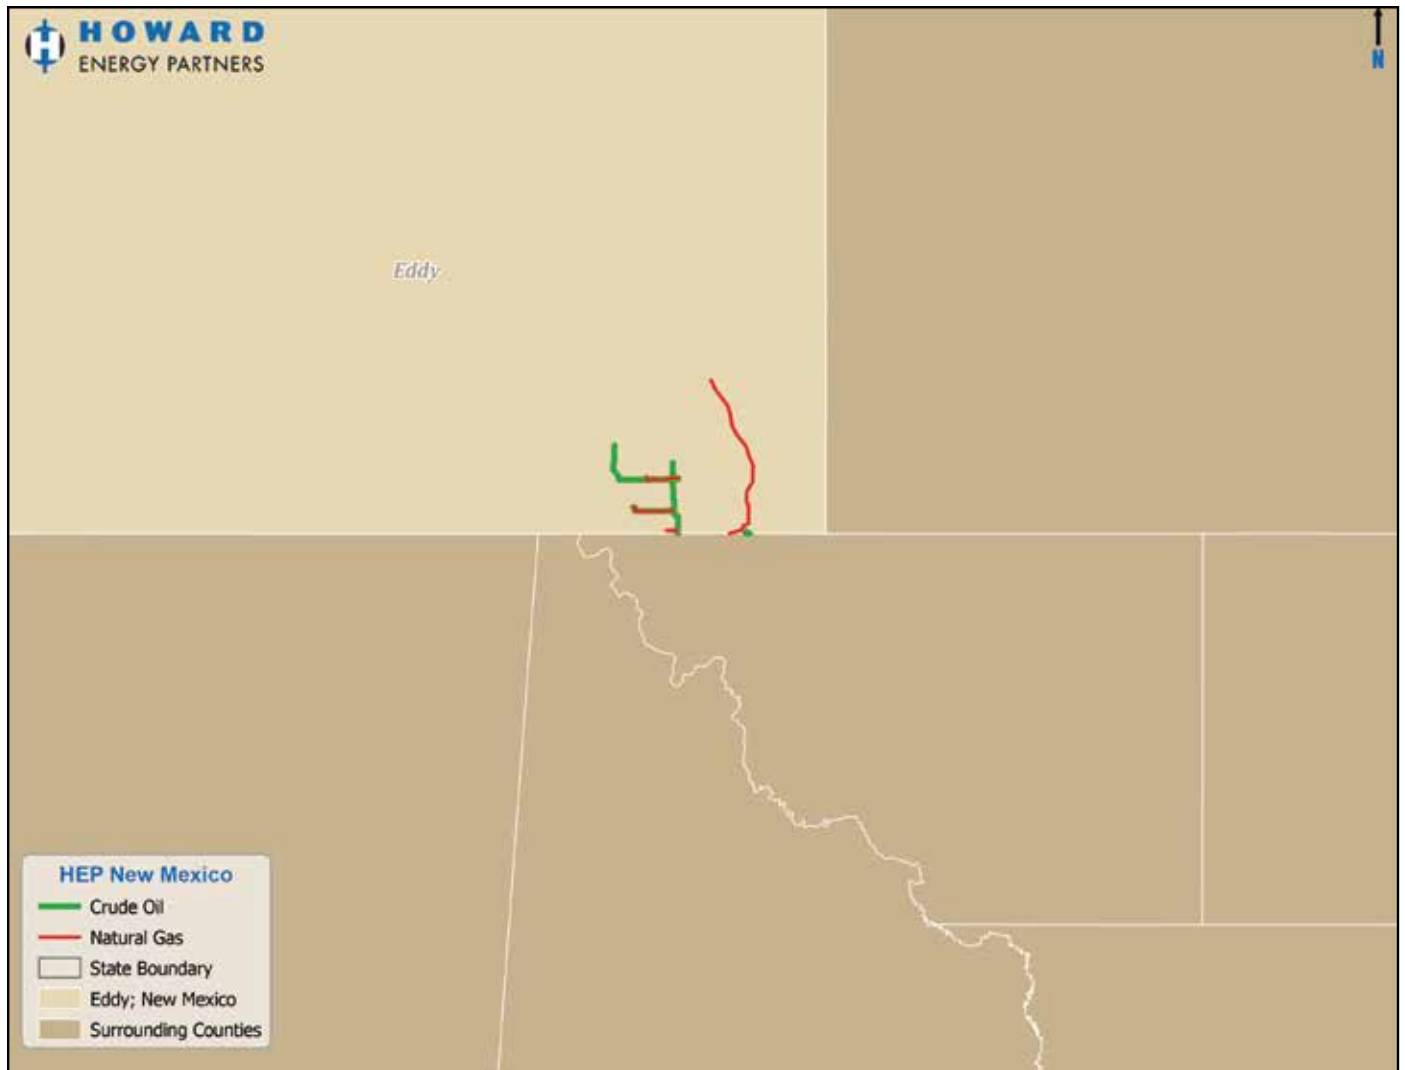 HOWARD
ENERGY PARTNERS
N
Eddy
HEP New Mexico
Crude Oil
Natural Gas
State Boundary
Eddy; New Mexico
Surrounding Counties